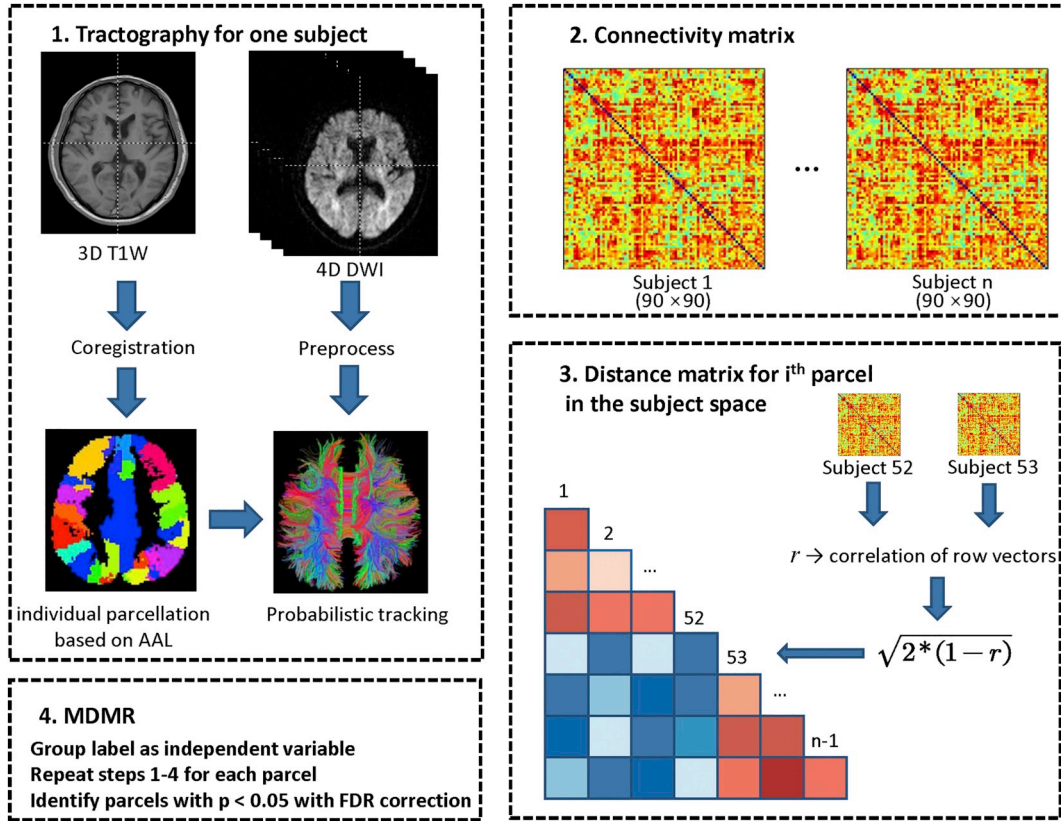 1. Tractography for one subject
3D T1W
4D DWI
Coregistration
Preprocess
individual parcellation
based on AAL
Probabilistic tracking
2. Connectivity matrix
...
Subject 1
(90 ×90)
Subject n
(90 ×90)
3. Distance matrix for iᵗʰ parcel
in the subject space
Subject 52
Subject 53
1
2
...
52
53
...
n-1
r → correlation of row vectors
√2*(1−r)
4. MDMR
Group label as independent variable
Repeat steps 1-4 for each parcel
Identify parcels with p < 0.05 with FDR correction